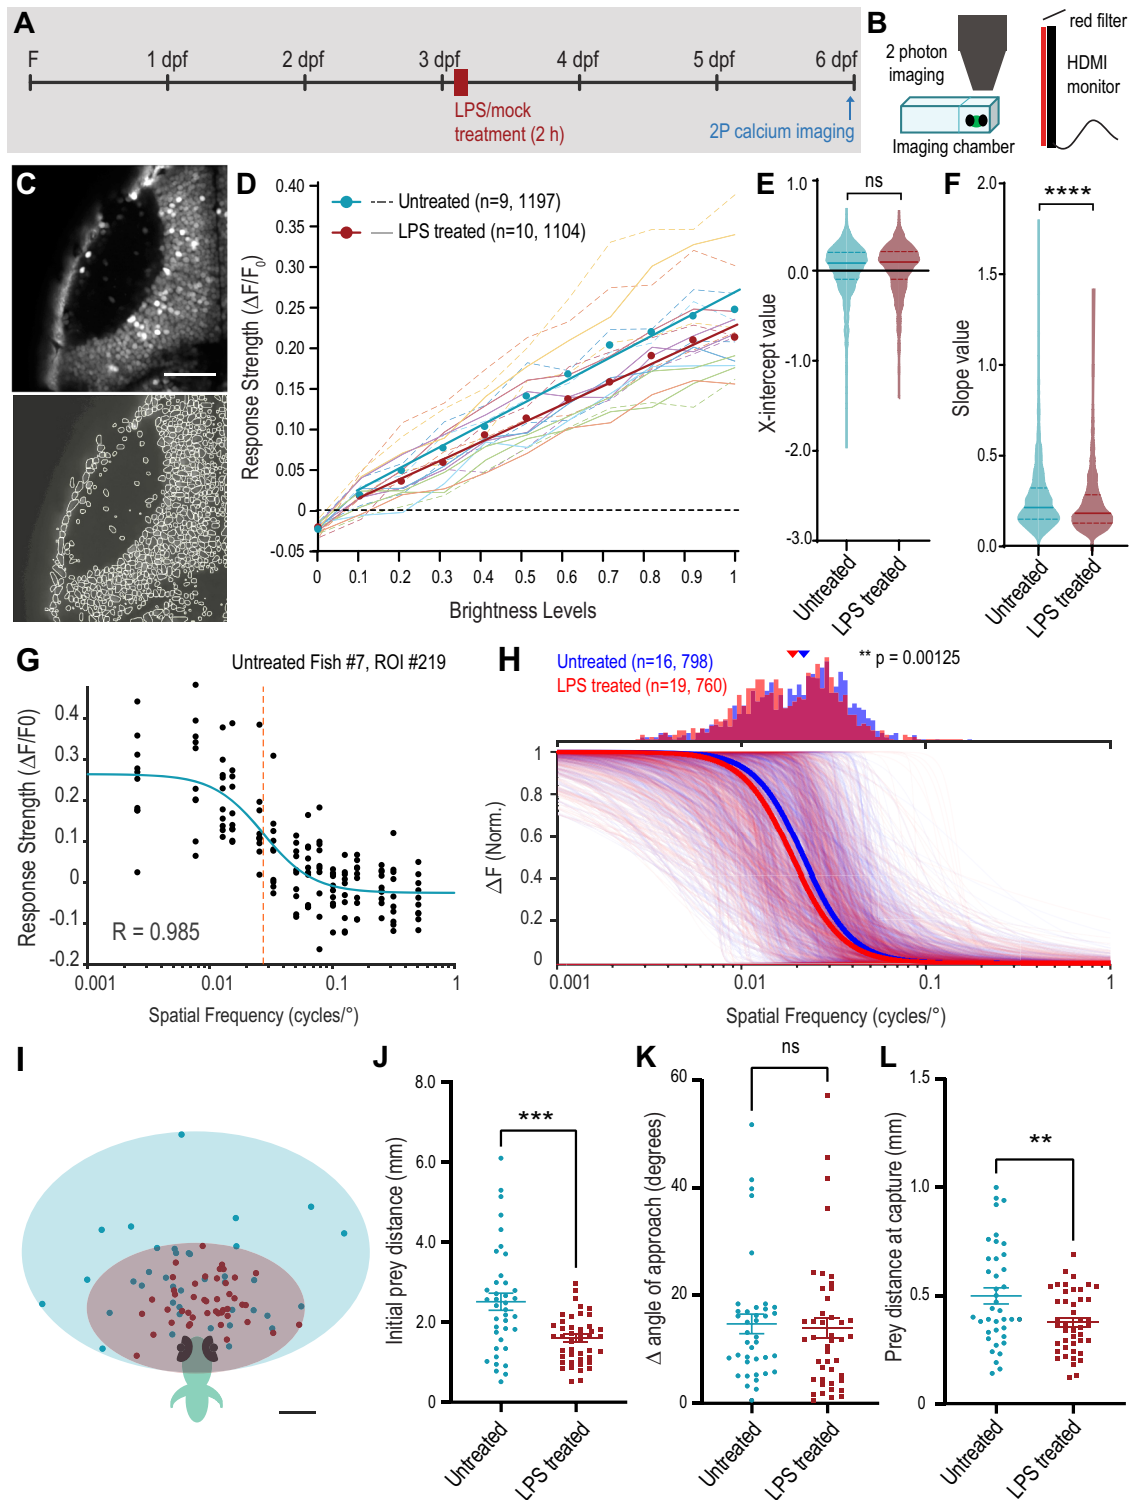 A
F
1 dpf
2 dpf
3 dpf
4 dpf
5 dpf
6 dpf
LPS/mock
treatment (2 h)
2P calcium imaging
B
red filter
2 photon
imaging
HDMI
monitor
Imaging chamber
C
D
Untreated (n=9, 1197)
LPS treated (n=10, 1104)
Response Strength (ΔF/F0)
0.40
0.35
0.30
0.25
0.20
0.15
0.10
0.05
0
-0.05
0
0.1
0.2
0.3
0.4
0.5
0.6
0.7
0.8
0.9
1
Brightness Levels
E
ns
X-intercept value
1.0
0.0
-1.0
-2.0
-3.0
Untreated
LPS treated
F
****
Slope value
2.0
1.5
1.0
0.5
0.0
Untreated
LPS treated
G
Untreated Fish #7, ROI #219
Response Strength (ΔF/F0)
0.4
0.3
0.2
0.1
0
-0.1
-0.2
R = 0.985
0.001
0.01
0.1
1
Spatial Frequency (cycles/°)
H
Untreated (n=16, 798)
LPS treated (n=19, 760)
** p = 0.00125
ΔF (Norm.)
1
0.8
0.6
0.4
0.2
0
0.001
0.01
0.1
1
Spatial Frequency (cycles/°)
I
J
***
Initial prey distance (mm)
8.0
6.0
4.0
2.0
0
Untreated
LPS treated
K
ns
Δ angle of approach (degrees)
60
40
20
0
Untreated
LPS treated
L
**
Prey distance at capture (mm)
1.5
1.0
0.5
0
Untreated
LPS treated